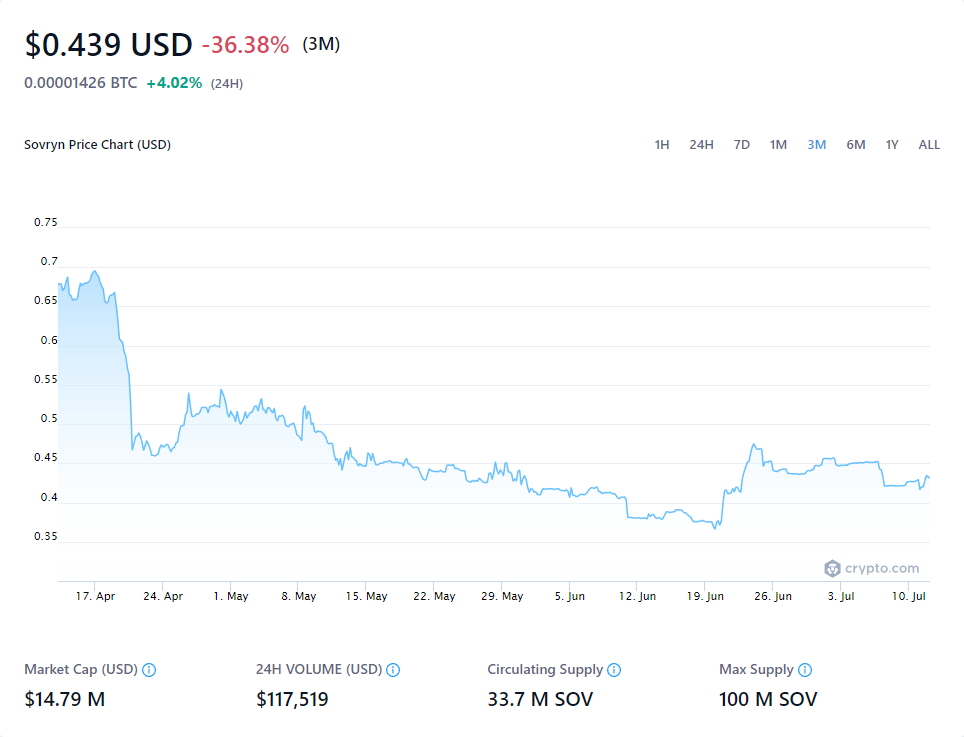 $0.439 USD -36.38% (3M)
0.00001426 BTC +4.02% (24H)
Sovryn Price Chart (USD) 1H 24H 7D 1M 3M 6M 1Y ALL
0.75
0.7
0.65
0.6
0.55
0.5
0.45
0.4
0.35
crypto.com
17. Apr 24. Apr 1. May 8. May 15. May 22. May 29. May 5. Jun 12. Jun 19. Jun 26. Jun 3. Jul 10. Jul
Market Cap (USD) 24H VOLUME (USD) Circulating Supply Max Supply
$14.79 M $117,519 33.7 M SOV 100 M SOV